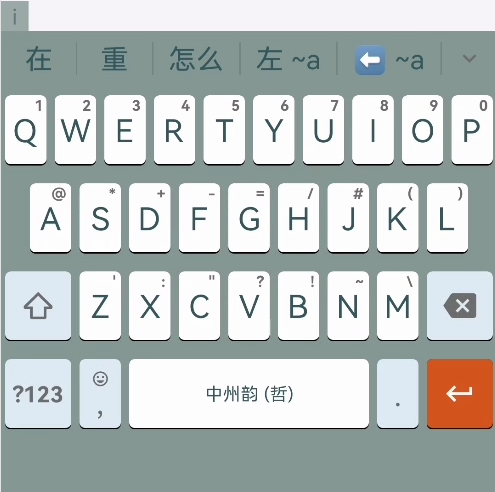 i
在 重 怎么 左 ~a ⬅ ~a
1 2 3 4 5 6 7 8 9 0
Q W E R T Y U I O P
@ * + - = / # ( )
A S D F G H J K L
' : " ? ! ~ \
Z X C V B N M
?123 , 中州韵 (哲) .